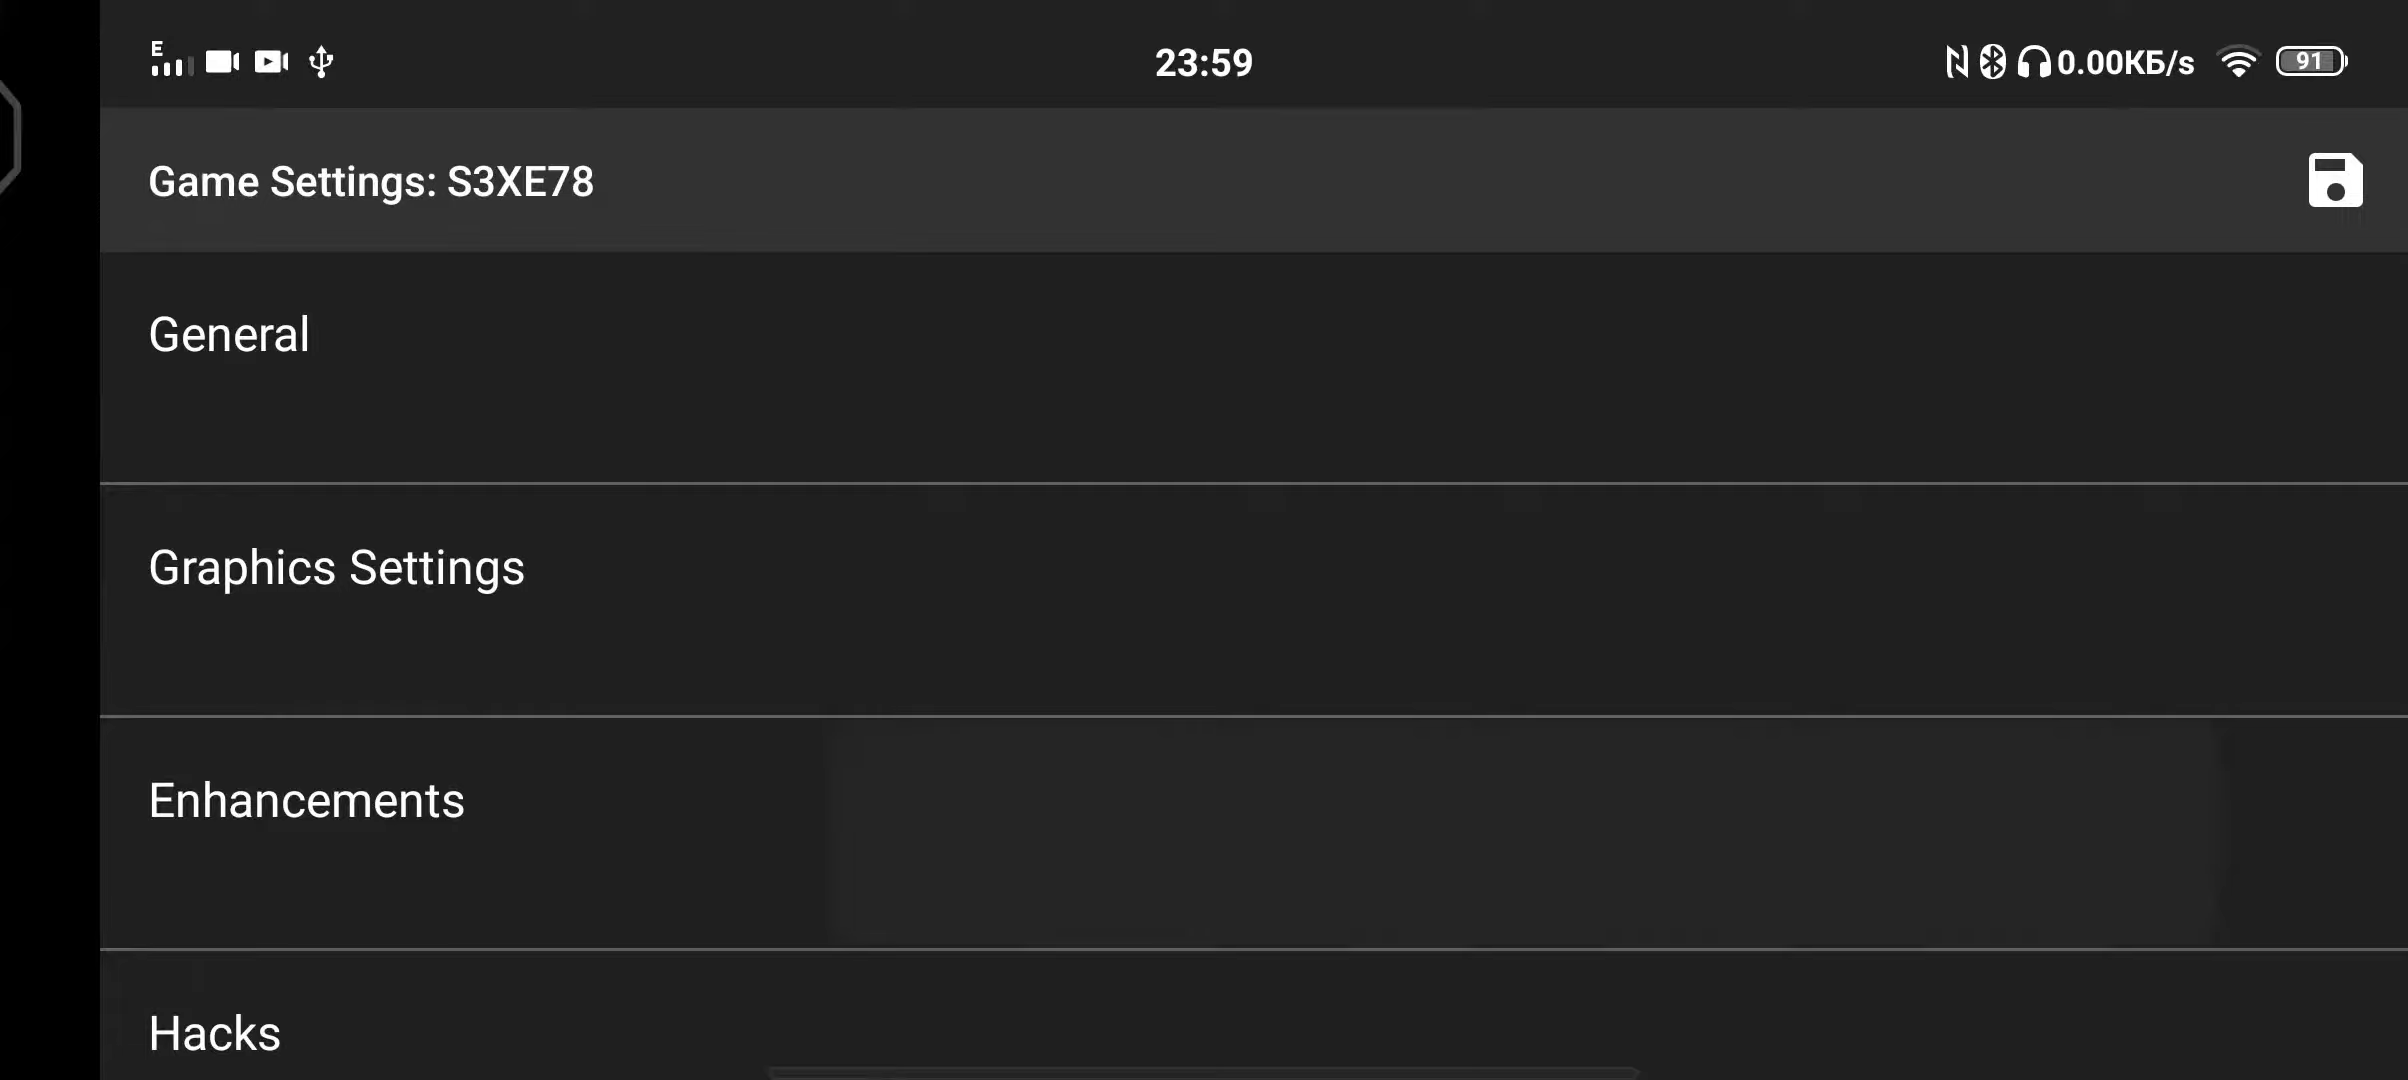 E
23:59
0.00КБ/s
91
Game Settings: S3XE78
General
Graphics Settings
Enhancements
Hacks